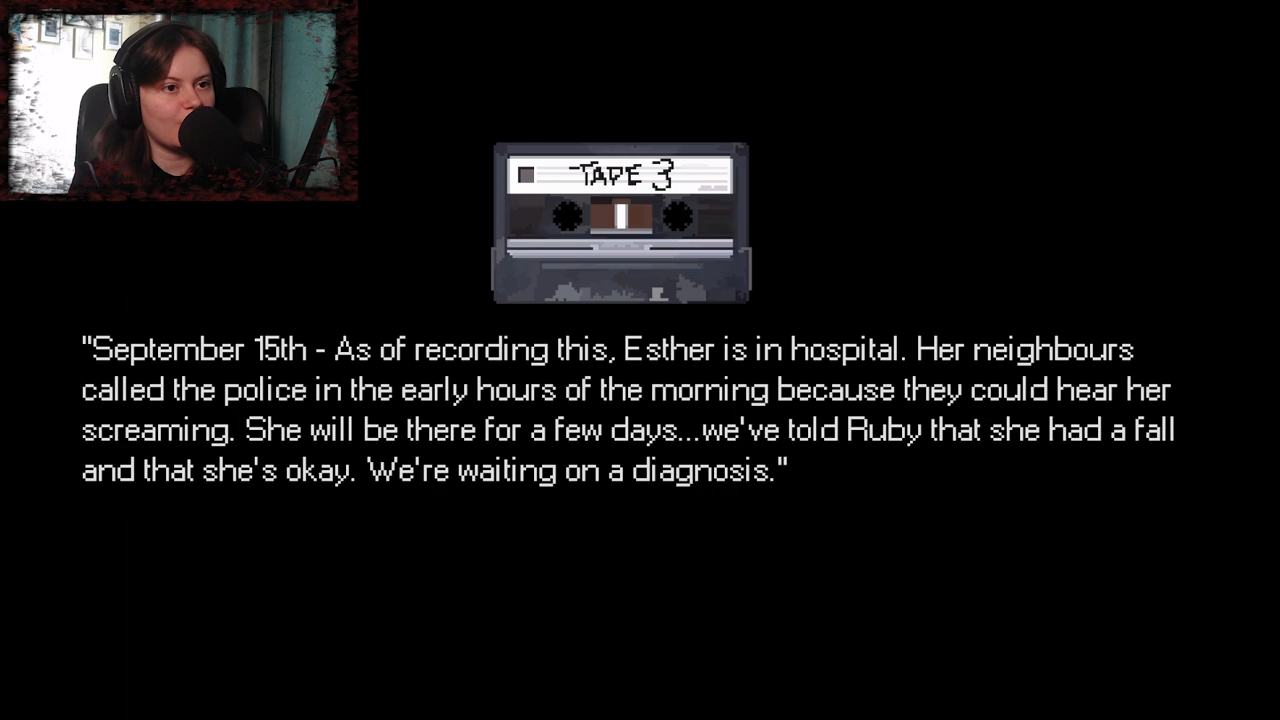 TAPE 3
"September 15th - As of recording this, Esther is in hospital. Her neighbours
called the police in the early hours of the morning because they could hear her
screaming. She will be there for a few days...we've told Ruby that she had a fall
and that she's okay. We're waiting on a diagnosis."